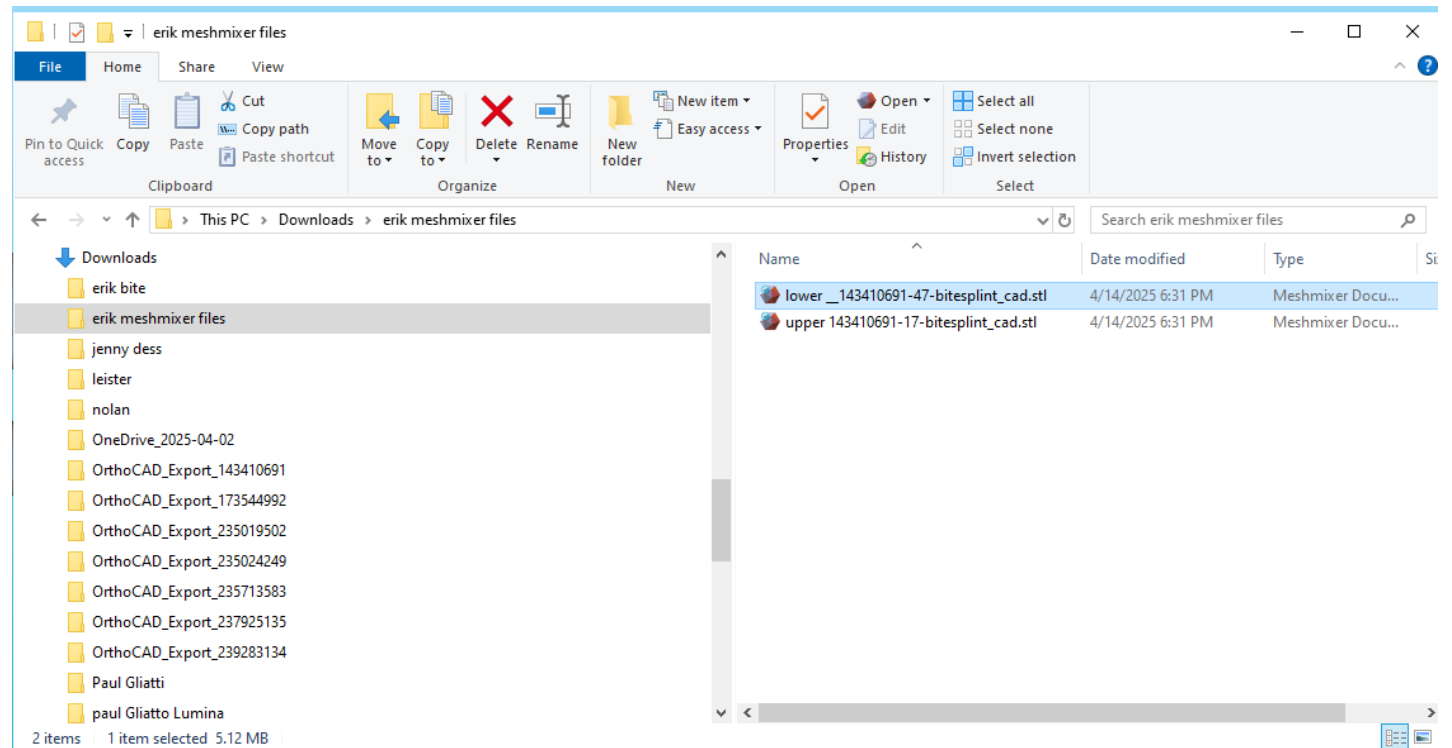 erik meshmixer files
File Home Share View
Pin to Quick access
Copy
Paste
Cut
Copy path
Paste shortcut
Clipboard
Move to
Copy to
Delete
Rename
Organize
New folder
New item
Easy access
New
Properties
Open
Edit
History
Open
Select all
Select none
Invert selection
Select
This PC > Downloads > erik meshmixer files
Search erik meshmixer files
Downloads
erik bite
erik meshmixer files
jenny dess
leister
nolan
OneDrive_2025-04-02
OrthoCAD_Export_143410691
OrthoCAD_Export_173544992
OrthoCAD_Export_235019502
OrthoCAD_Export_235024249
OrthoCAD_Export_235713583
OrthoCAD_Export_237925135
OrthoCAD_Export_239283134
Paul Gliatti
paul Gliatto Lumina
Name Date modified Type Si
lower __143410691-47-bitesplint_cad.stl 4/14/2025 6:31 PM Meshmixer Docu...
upper 143410691-17-bitesplint_cad.stl 4/14/2025 6:31 PM Meshmixer Docu...
2 items 1 item selected 5.12 MB